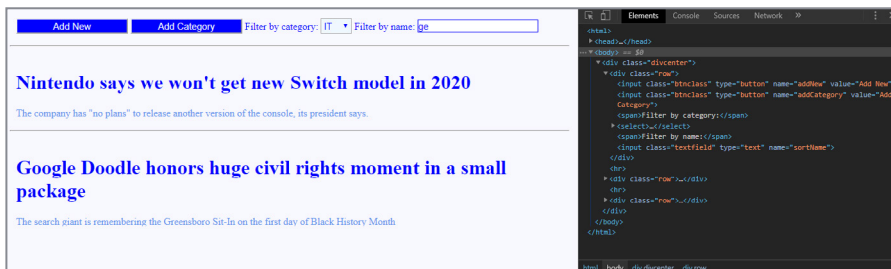 Add New Add Category Filter by category: IT Filter by name: ge
Nintendo says we won't get new Switch model in 2020
The company has "no plans" to release another version of the console, its president says.
Google Doodle honors huge civil rights moment in a small
package
The search giant is remembering the Greensboro Sit-In on the first day of Black History Month
Elements Console Sources Network »
<html>
▶<head>…</head>
… ▼<body> == $0
▼<div class="divcenter">
▼<div class="row">
<input class="btnclass" type="button" name="addNew" value="Add New"
<input class="btnclass" type="button" name="addCategory" value="Add
Category">
<span>Filter by category:</span>
▶<select>…</select>
<span>Filter by name:</span>
<input class="textfield" type="text" name="sortName">
</div>
<hr>
▶<div class="row">…</div>
<hr>
▶<div class="row">…</div>
</div>
</body>
</html>
html body div.divcenter div.row